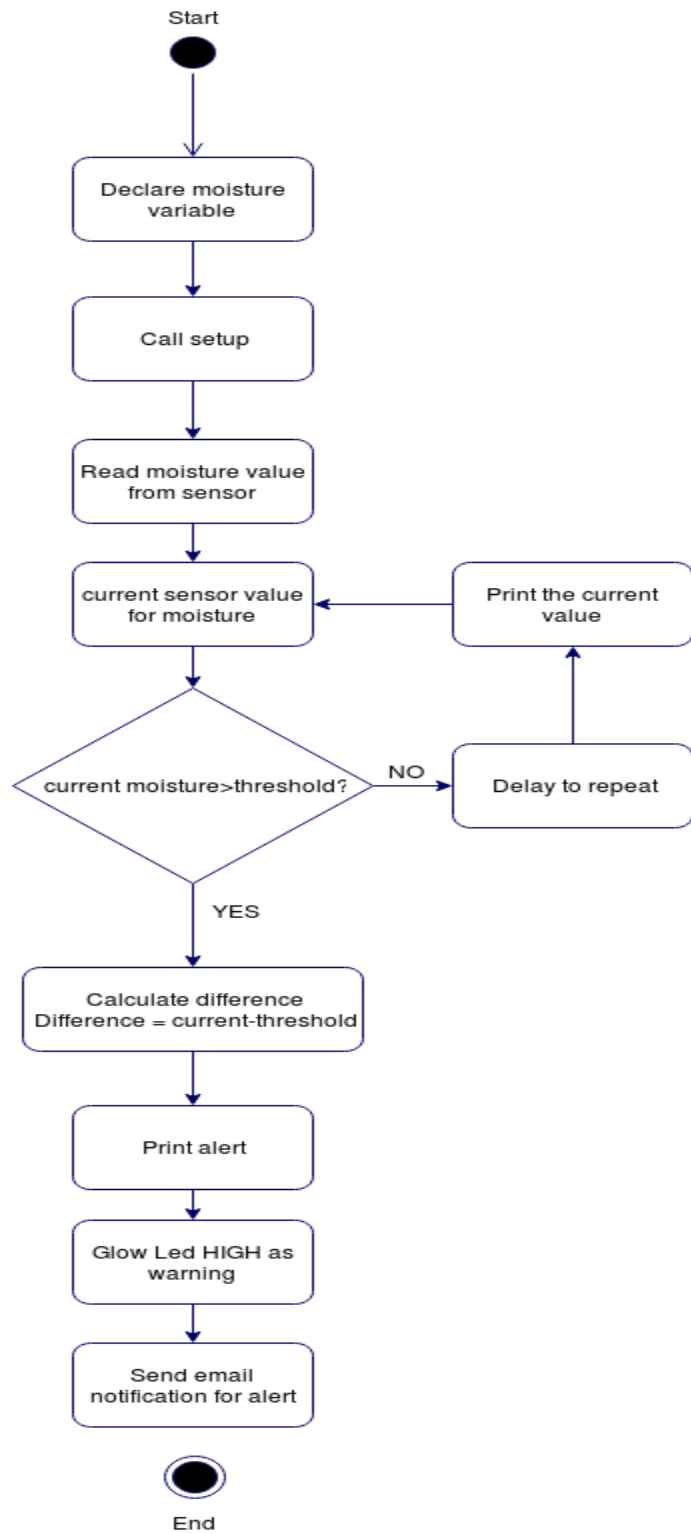 Start
Declare moisture
variable
Call setup
Read moisture value
from sensor
current sensor value
for moisture
Print the current
value
current moisture>threshold?
NO
Delay to repeat
YES
Calculate difference
Difference = current-threshold
Print alert
Glow Led HIGH as
warning
Send email
notification for alert
End